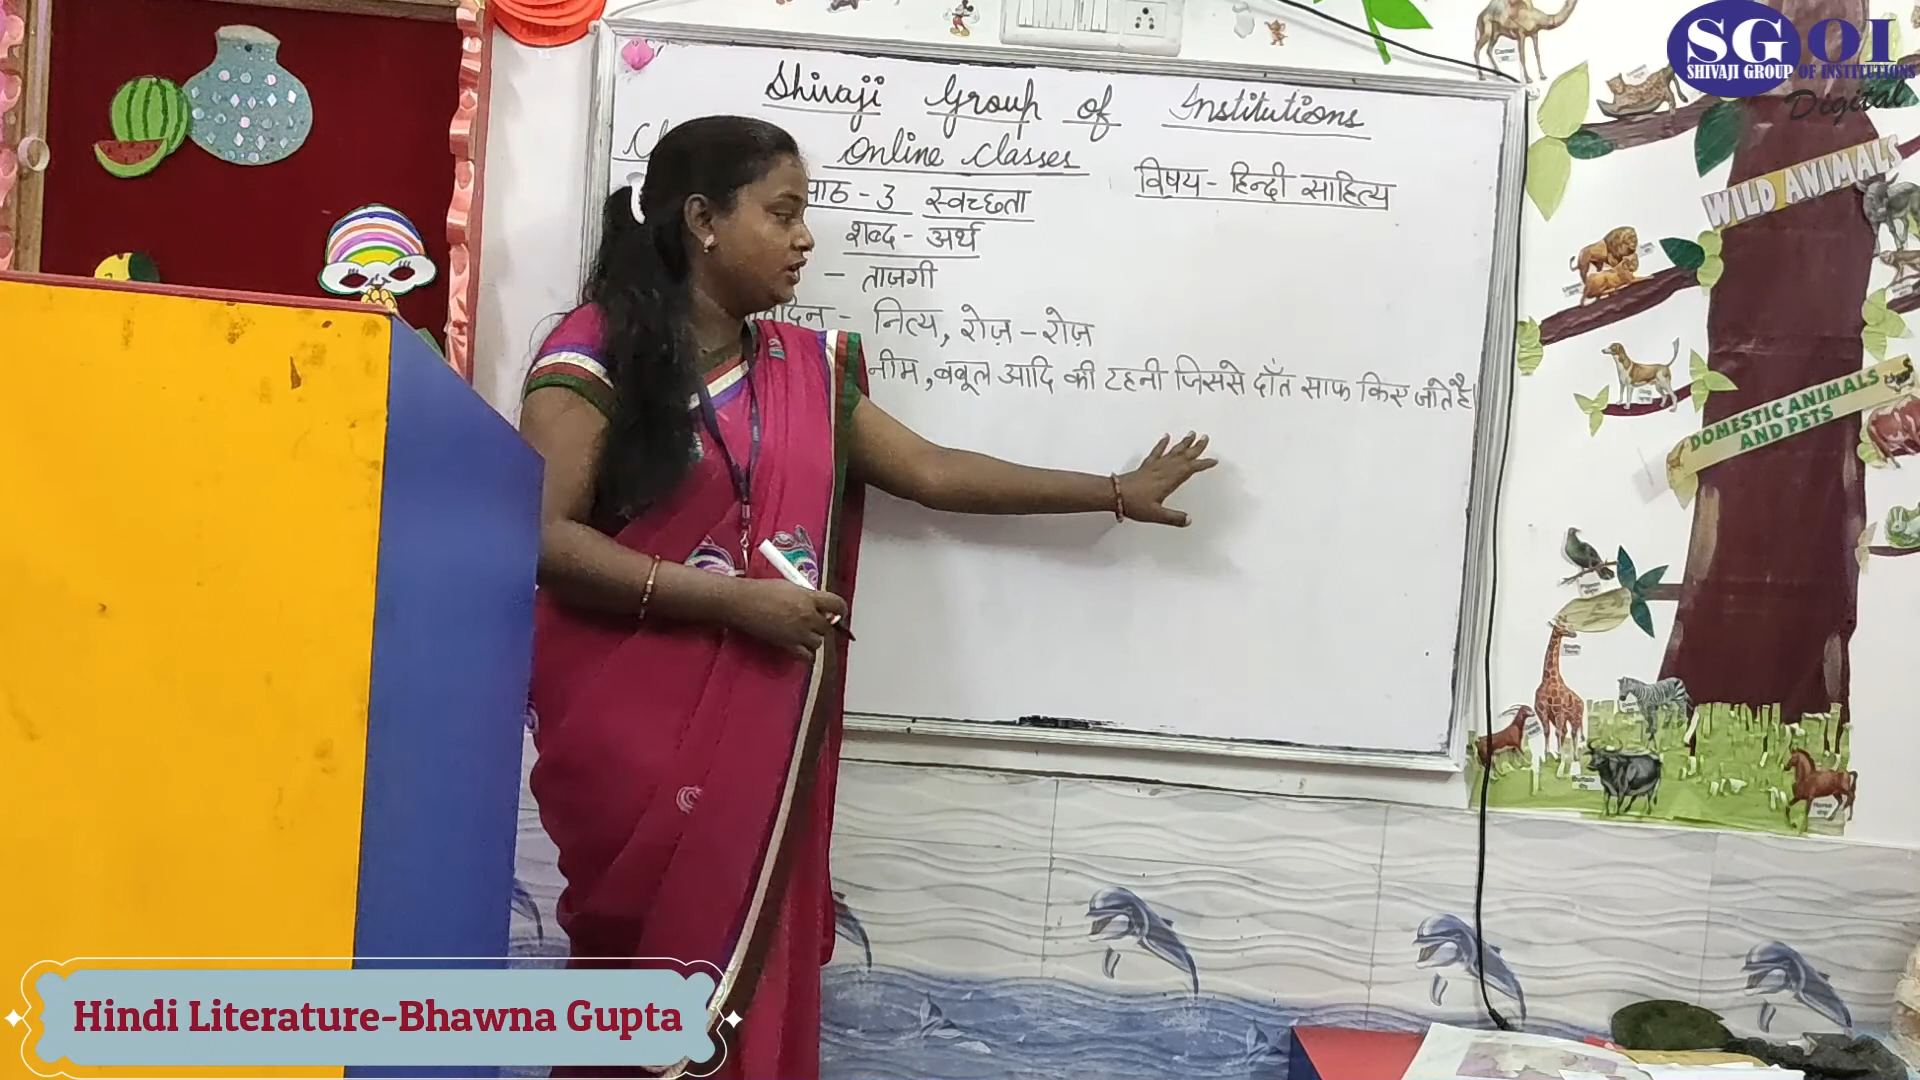 Shivaji Group of Institutions
Online Classes
विषय - हिन्दी साहित्य
पाठ - 3 स्वच्छता
शब्द - अर्थ
- ताज़गी
- नित्य, रोज़ - रोज़
नीम, बबूल आदि की टहनी जिससे दाँत साफ किए जाते है।
SGOI
SHIVAJI GROUP OF INSTITUTIONS
Digital
WILD ANIMALS
DOMESTIC ANIMALS
AND PETS
Hindi Literature-Bhawna Gupta